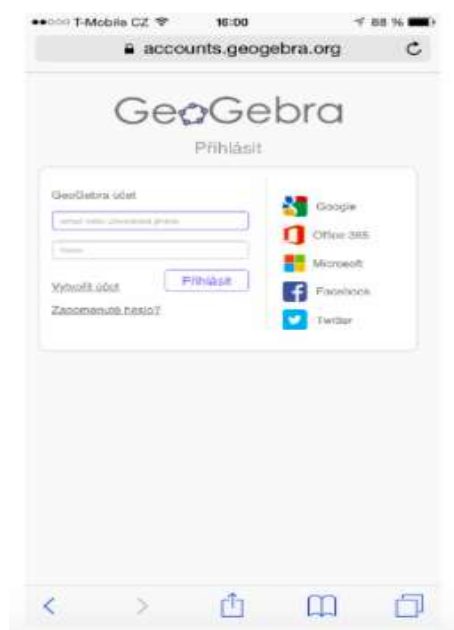 T-Mobile CZ 16:00 88 %
accounts.geogebra.org
GeoGebra
Přihlásit
GeoGebra účet
Vytvořit účet
Přihlásit
Zapomenuté heslo?
Google
Office 365
Microsoft
Facebook
Twitter